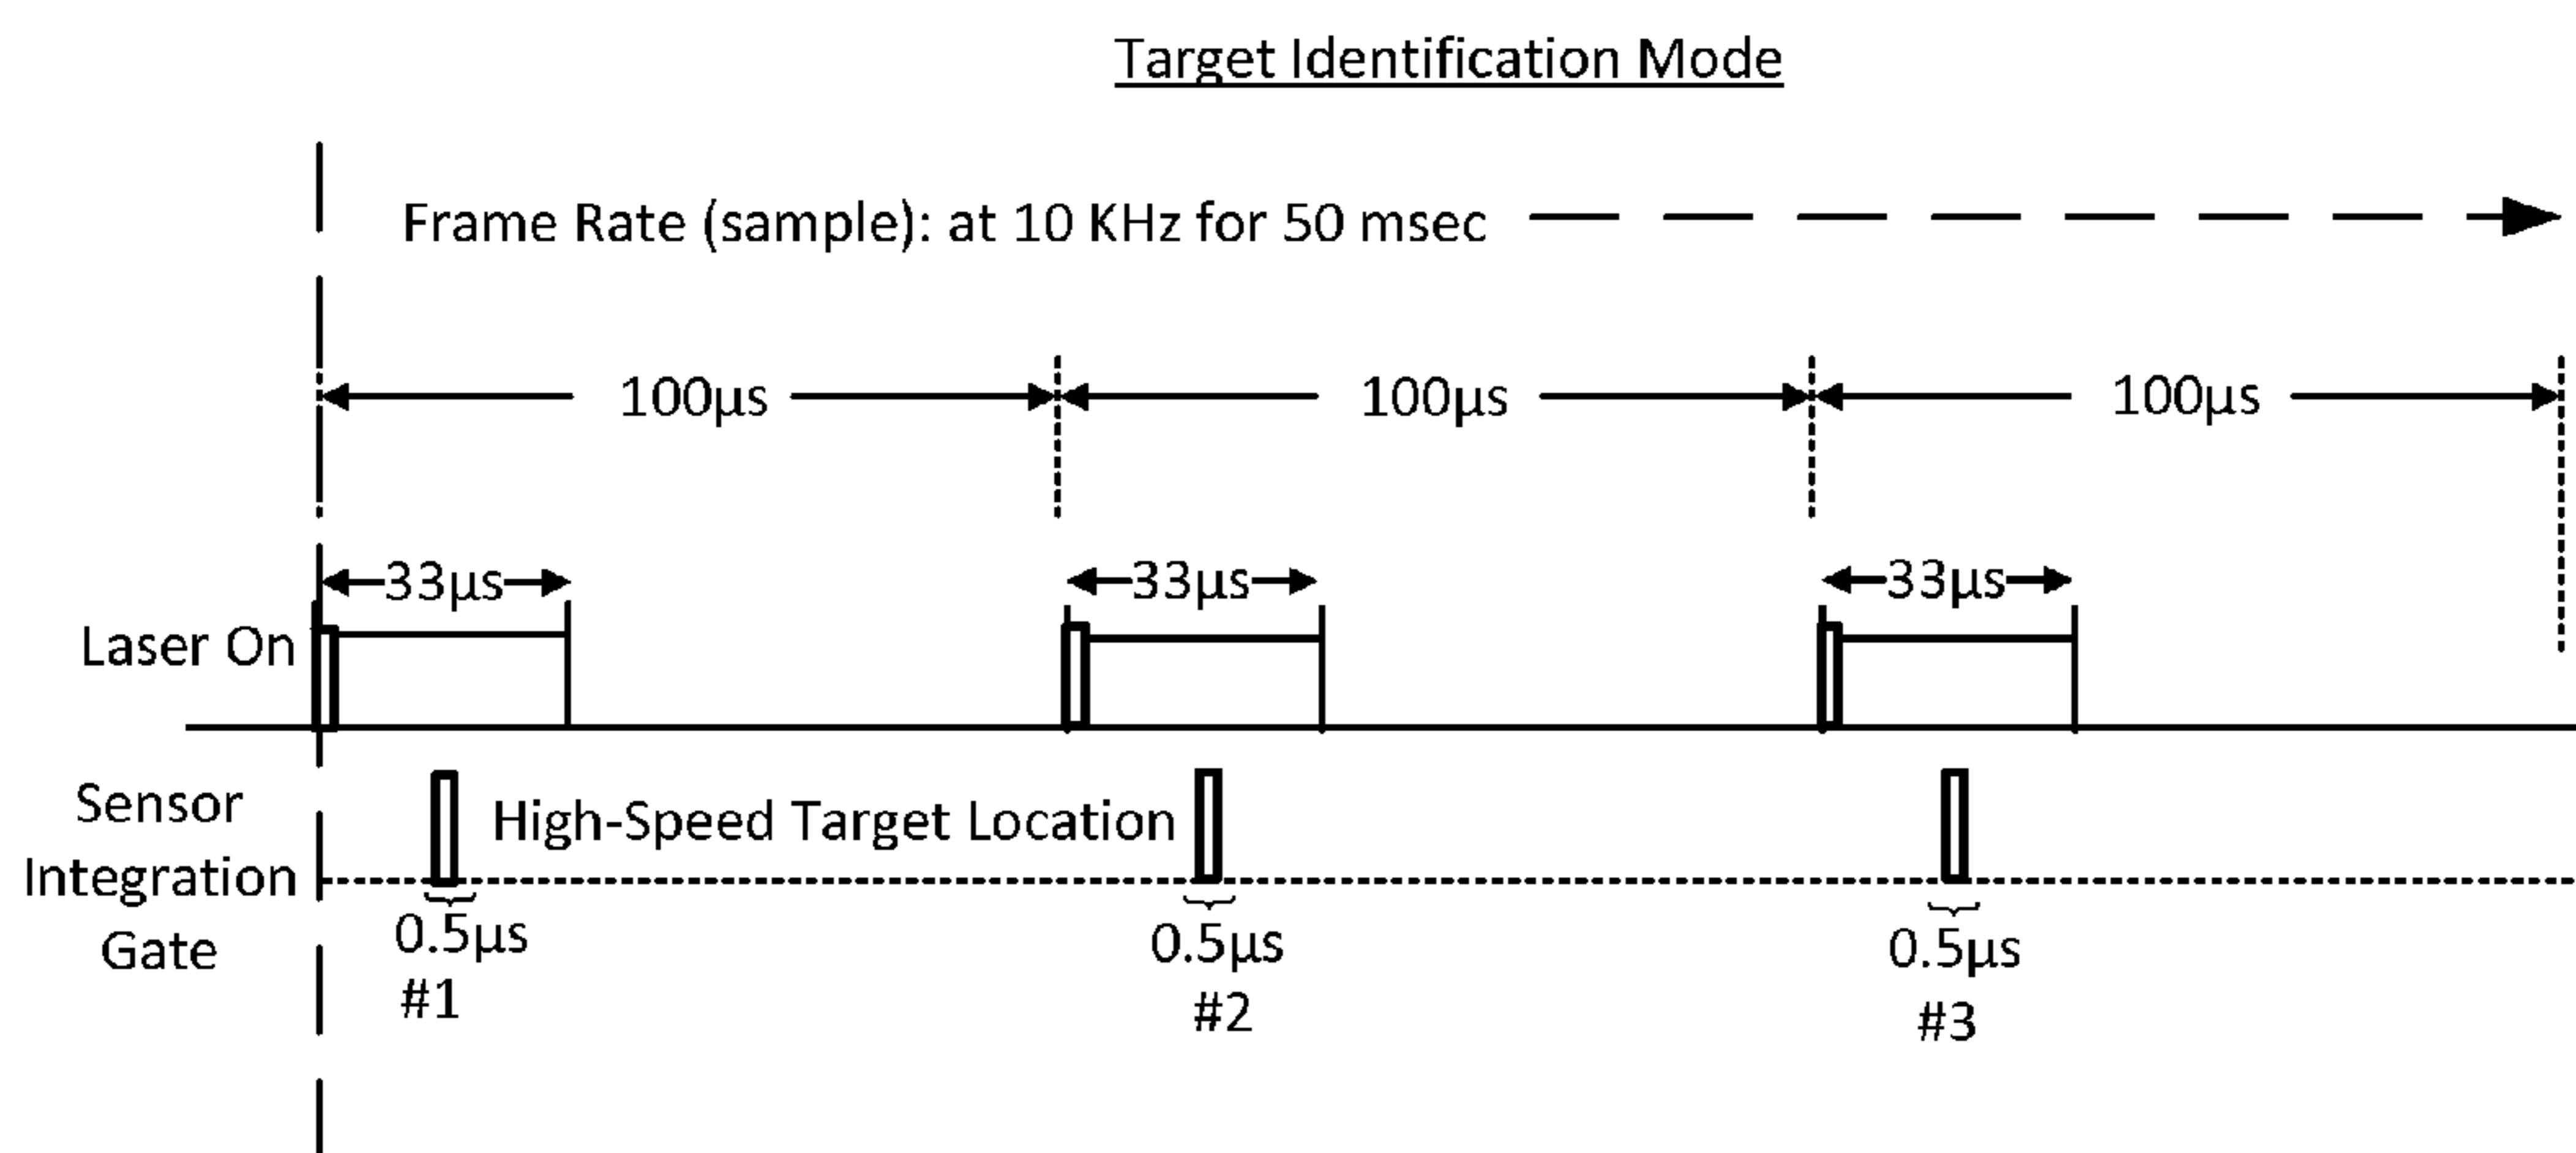 Target Identification Mode
Frame Rate (sample): at 10 KHz for 50 msec
100µs 100µs 100µs
33µs 33µs 33µs
Laser On
Sensor
Integration
Gate
High-Speed Target Location
0.5µs 0.5µs 0.5µs
#1 #2 #3